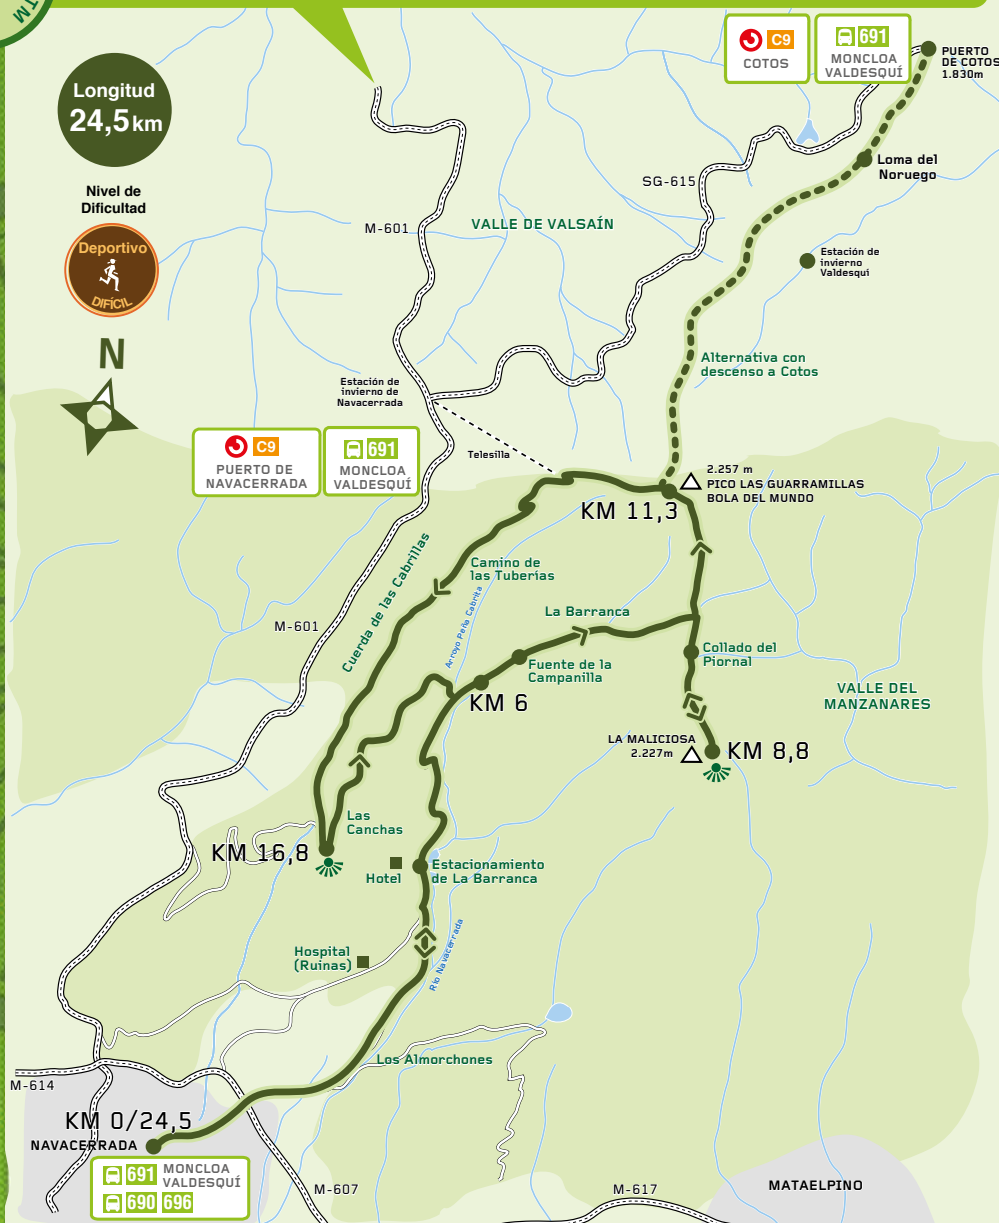 TM
Longitud
24,5 km
Nivel de
Dificultad
Deportivo
DIFÍCIL
N
C9
COTOS
691
MONCLOA
VALDESQUÍ
PUERTO
DE COTOS
1.830m
Loma del
Noruego
SG-615
M-601
VALLE DE VALSAÍN
Estación de
invierno
Valdesquí
Alternativa con
descenso a Cotos
Estación de
invierno de
Navacerrada
Telesilla
C9
PUERTO DE
NAVACERRADA
691
MONCLOA
VALDESQUÍ
2.257 m
PICO LAS GUARRAMILLAS
BOLA DEL MUNDO
KM 11,3
Cuerda de las Cabrillas
Camino de
las Tuberías
Arroyo Peña Cabrita
La Barranca
M-601
Fuente de la
Campanilla
Collado del
Piornal
KM 6
VALLE DEL
MANZANARES
LA MALICIOSA
2.227m
KM 8,8
Las
Canchas
KM 16,8
Hotel
Estacionamiento
de La Barranca
Hospital
(Ruinas)
Río Navacerrada
Los Almorchones
M-614
KM 0/24,5
NAVACERRADA
691 MONCLOA
VALDESQUÍ
690 696
M-607
M-617
MATAELPINO